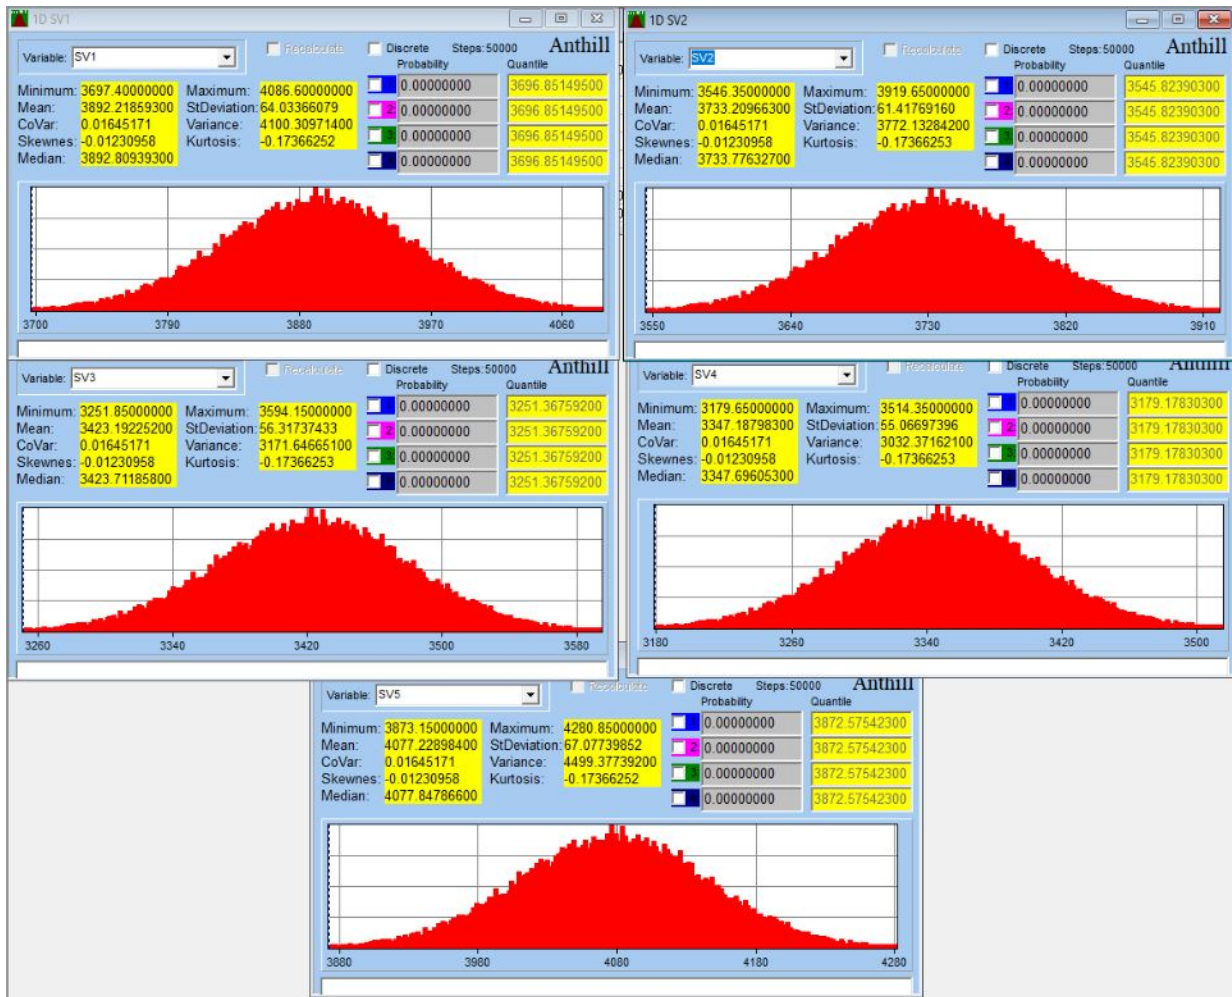 1D SV1
Variable: SV1 Recalculate Discrete Steps:50000 Anthill
Probability Quantile
Minimum: 3697.40000000 Maximum: 4086.60000000 0.00000000 3696.85149500
Mean: 3892.21859300 StDeviation: 64.03366079 2 0.00000000 3696.85149500
CoVar: 0.01645171 Variance: 4100.30971400 3 0.00000000 3696.85149500
Skewnes: -0.01230958 Kurtosis: -0.17366252 0.00000000 3696.85149500
Median: 3892.80939300
3700 3790 3880 3970 4060
1D SV2
Variable: SV2 Recalculate Discrete Steps:50000 Anthill
Probability Quantile
Minimum: 3546.35000000 Maximum: 3919.65000000 0.00000000 3545.82390300
Mean: 3733.20966300 StDeviation: 61.41769160 2 0.00000000 3545.82390300
CoVar: 0.01645171 Variance: 3772.13284200 3 0.00000000 3545.82390300
Skewnes: -0.01230958 Kurtosis: -0.17366253 0.00000000 3545.82390300
Median: 3733.77632700
3550 3640 3730 3820 3910
Variable: SV3 Recalculate Discrete Steps:50000 Anthill
Probability Quantile
Minimum: 3251.85000000 Maximum: 3594.15000000 0.00000000 3251.36759200
Mean: 3423.19225200 StDeviation: 56.31737433 2 0.00000000 3251.36759200
CoVar: 0.01645171 Variance: 3171.64665100 3 0.00000000 3251.36759200
Skewnes: -0.01230958 Kurtosis: -0.17366253 0.00000000 3251.36759200
Median: 3423.71185800
3260 3340 3420 3500 3580
Variable: SV4 Recalculate Discrete Steps:50000 Anthill
Probability Quantile
Minimum: 3179.65000000 Maximum: 3514.35000000 0.00000000 3179.17830300
Mean: 3347.18798300 StDeviation: 55.06697396 2 0.00000000 3179.17830300
CoVar: 0.01645171 Variance: 3032.37162100 3 0.00000000 3179.17830300
Skewnes: -0.01230958 Kurtosis: -0.17366253 0.00000000 3179.17830300
Median: 3347.69605300
3180 3260 3340 3420 3500
Variable: SV5 Recalculate Discrete Steps:50000 Anthill
Probability Quantile
Minimum: 3873.15000000 Maximum: 4280.85000000 0.00000000 3872.57542300
Mean: 4077.22898400 StDeviation: 67.07739852 2 0.00000000 3872.57542300
CoVar: 0.01645171 Variance: 4499.37739200 3 0.00000000 3872.57542300
Skewnes: -0.01230958 Kurtosis: -0.17366252 0.00000000 3872.57542300
Median: 4077.84786600
3880 3980 4080 4180 4280